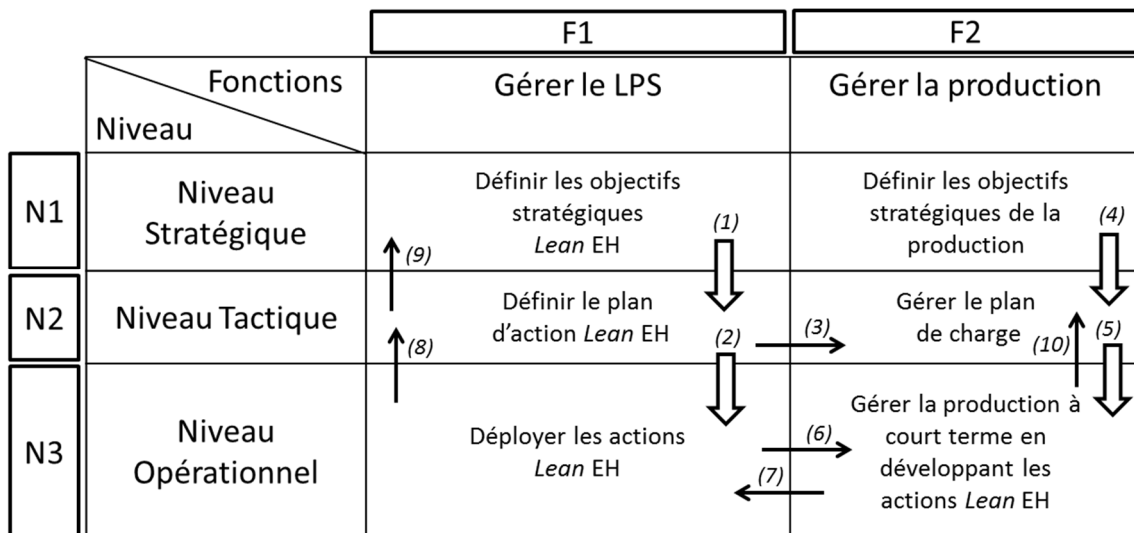 F1
F2
Fonctions
Niveau
Gérer le LPS
Gérer la production
N1
Niveau
Stratégique
Définir les objectifs
stratégiques
Lean EH
(1)
(9)
Définir les objectifs
stratégiques de la
production
(4)
N2
Niveau Tactique
Définir le plan
d'action Lean EH
(8)
(2)
(3)
Gérer le plan
de charge
(10)
(5)
N3
Niveau
Opérationnel
Déployer les actions
Lean EH
(6)
(7)
Gérer la production à
court terme en
développant les
actions Lean EH